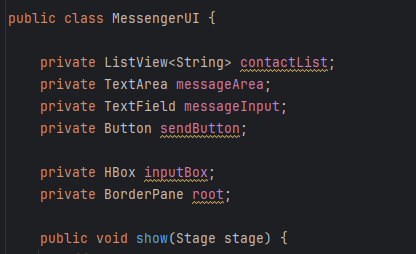 public class MessengerUI {
private ListView<String> contactList;
private TextArea messageArea;
private TextField messageInput;
private Button sendButton;
private HBox inputBox;
private BorderPane root;
public void show(Stage stage) {